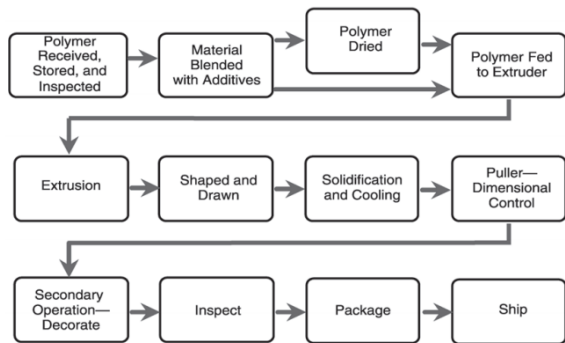 Polymer
Received,
Stored, and
Inspected
Material
Blended
with Additives
Polymer
Dried
Polymer Fed
to Extruder
Extrusion
Shaped and
Drawn
Solidification
and Cooling
Puller—
Dimensional
Control
Secondary
Operation—
Decorate
Inspect
Package
Ship